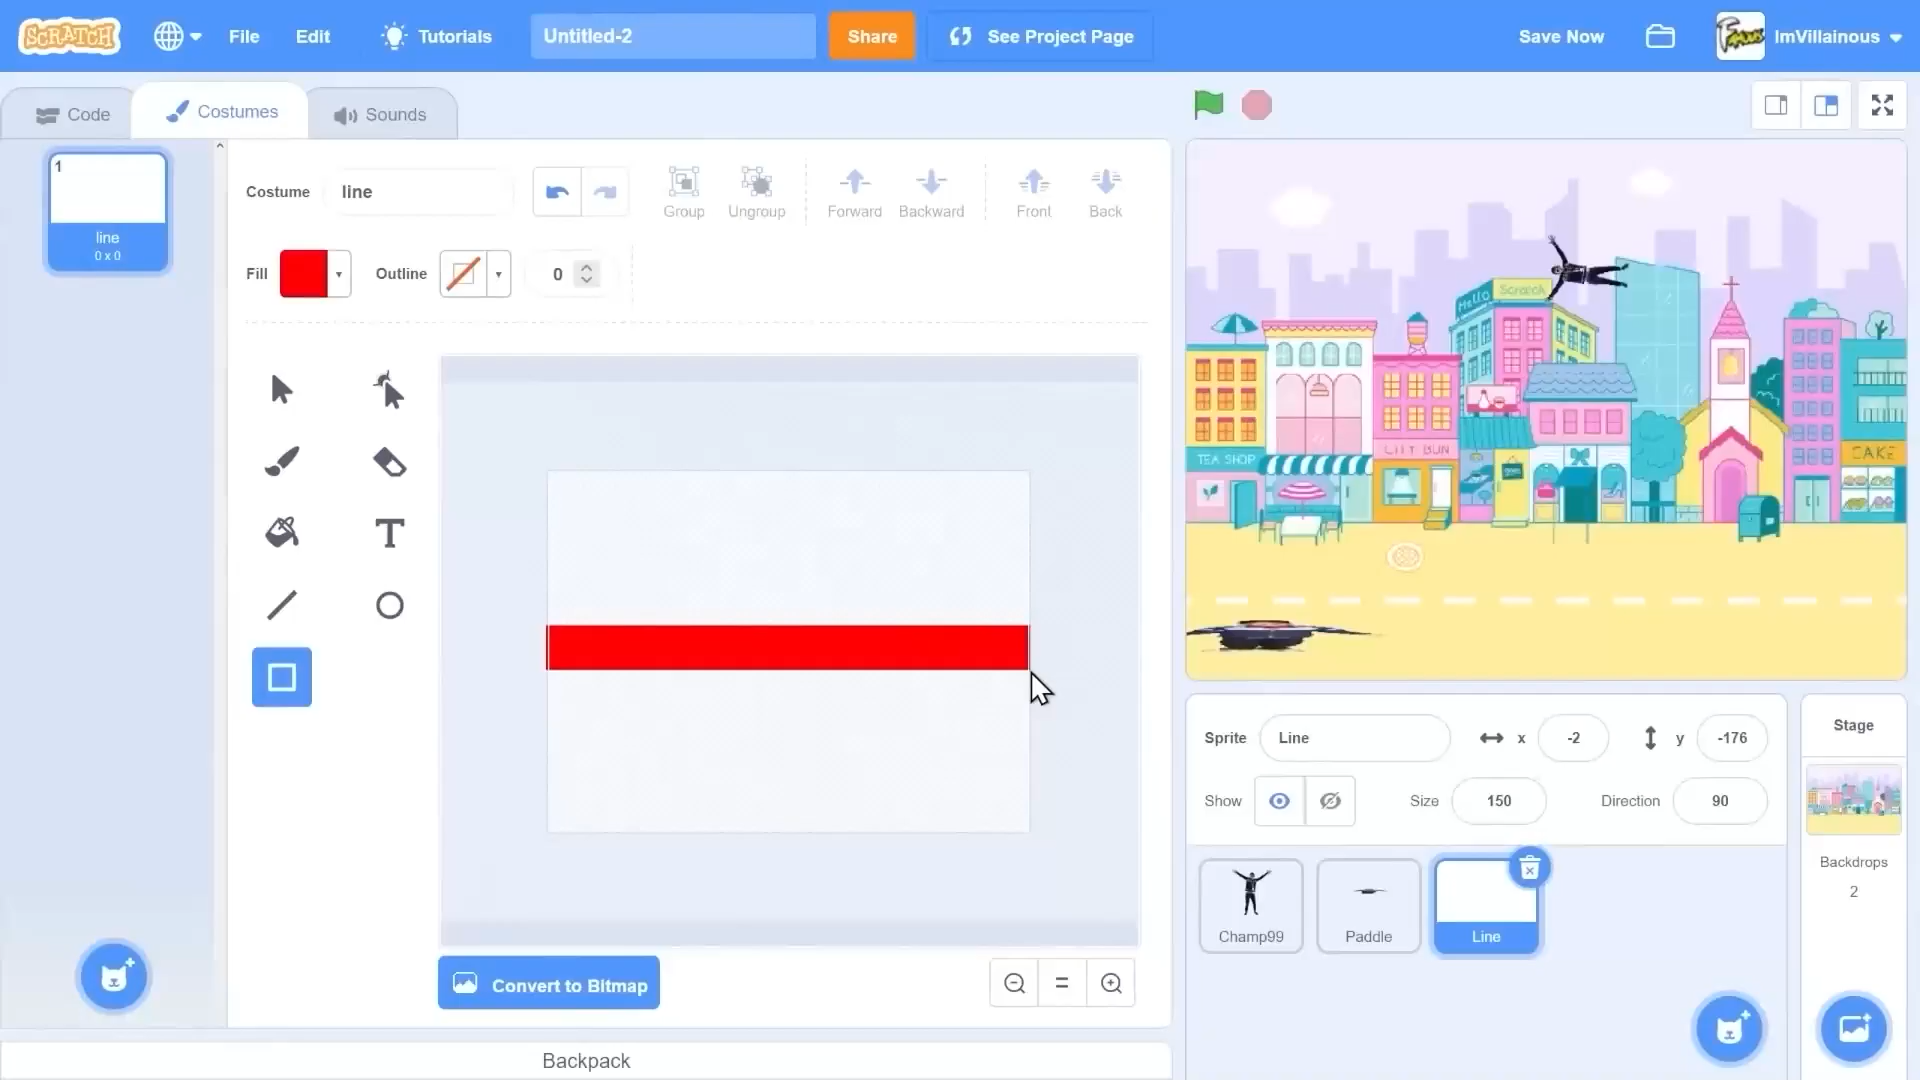 SCRATCH
File
Edit
Tutorials
Untitled-2
Share
See Project Page
Save Now
ImVillainous
Code
Costumes
Sounds
1
line
0 x 0
Costume
line
Group
Ungroup
Forward
Backward
Front
Back
Fill
Outline
0
T
Convert to Bitmap
Backpack
Hello
Scratch
TEA SHOP
CITY BUN
CAKE
Sprite
Line
x
-2
y
-176
Show
Size
150
Direction
90
Champ99
Paddle
Line
Stage
Backdrops
2